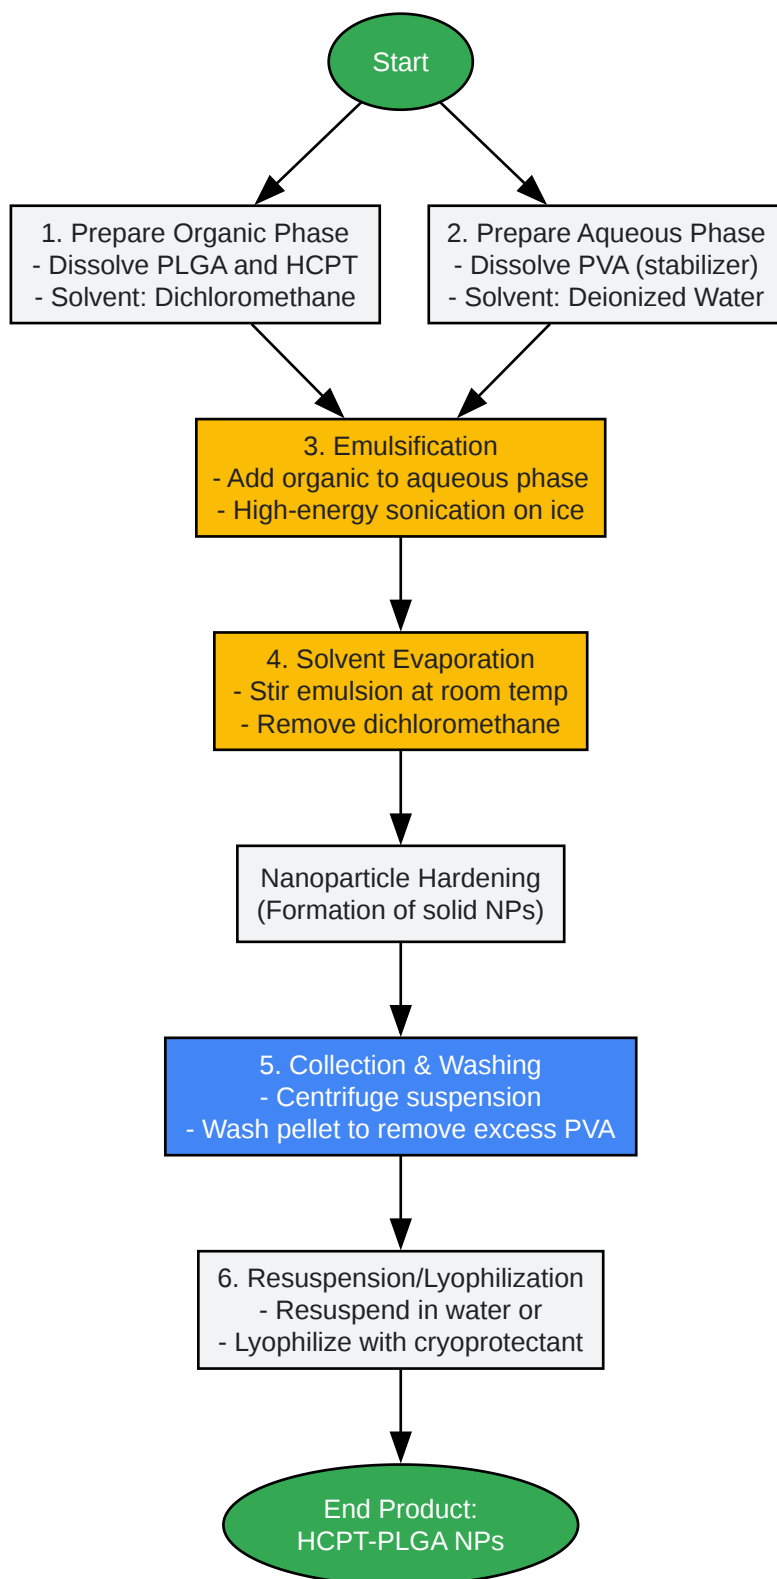 Start
1. Prepare Organic Phase
- Dissolve PLGA and HCPT
- Solvent: Dichloromethane
2. Prepare Aqueous Phase
- Dissolve PVA (stabilizer)
- Solvent: Deionized Water
3. Emulsification
- Add organic to aqueous phase
- High-energy sonication on ice
4. Solvent Evaporation
- Stir emulsion at room temp
- Remove dichloromethane
Nanoparticle Hardening
(Formation of solid NPs)
5. Collection & Washing
- Centrifuge suspension
- Wash pellet to remove excess PVA
6. Resuspension/Lyophilization
- Resuspend in water or
- Lyophilize with cryoprotectant
End Product:
HCPT-PLGA NPs